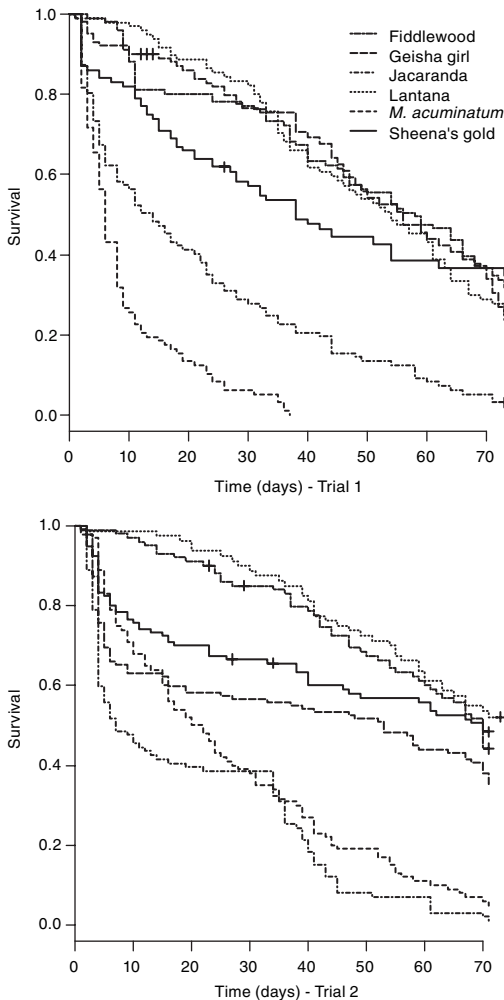 1.0
0.8
0.6
0.4
0.2
0.0
Survival
Fiddlewood
Geisha girl
Jacaranda
Lantana
M. acuminatum
Sheena's gold
0 10 20 30 40 50 60 70
Time (days) - Trial 1
1.0
0.8
0.6
0.4
0.2
0.0
Survival
0 10 20 30 40 50 60 70
Time (days) - Trial 2